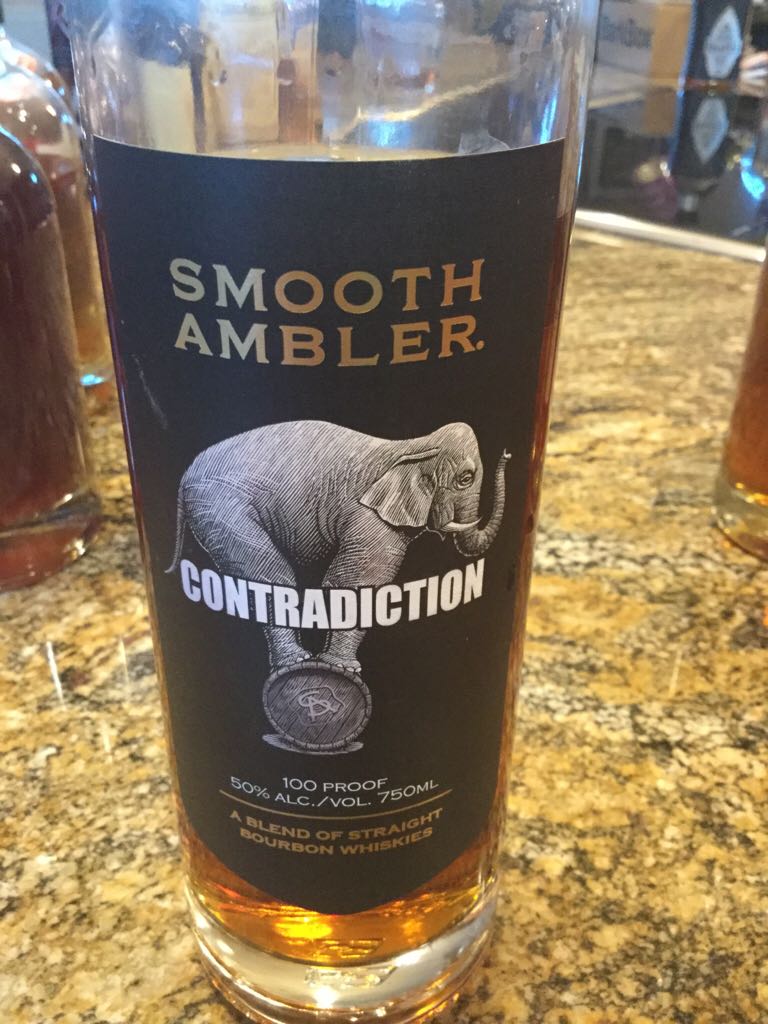 SMOOTH
AMBLER.
CONTRADICTION
100 PROOF
50% ALC./VOL. 750ML
A BLEND OF STRAIGHT
BOURBON WHISKIES